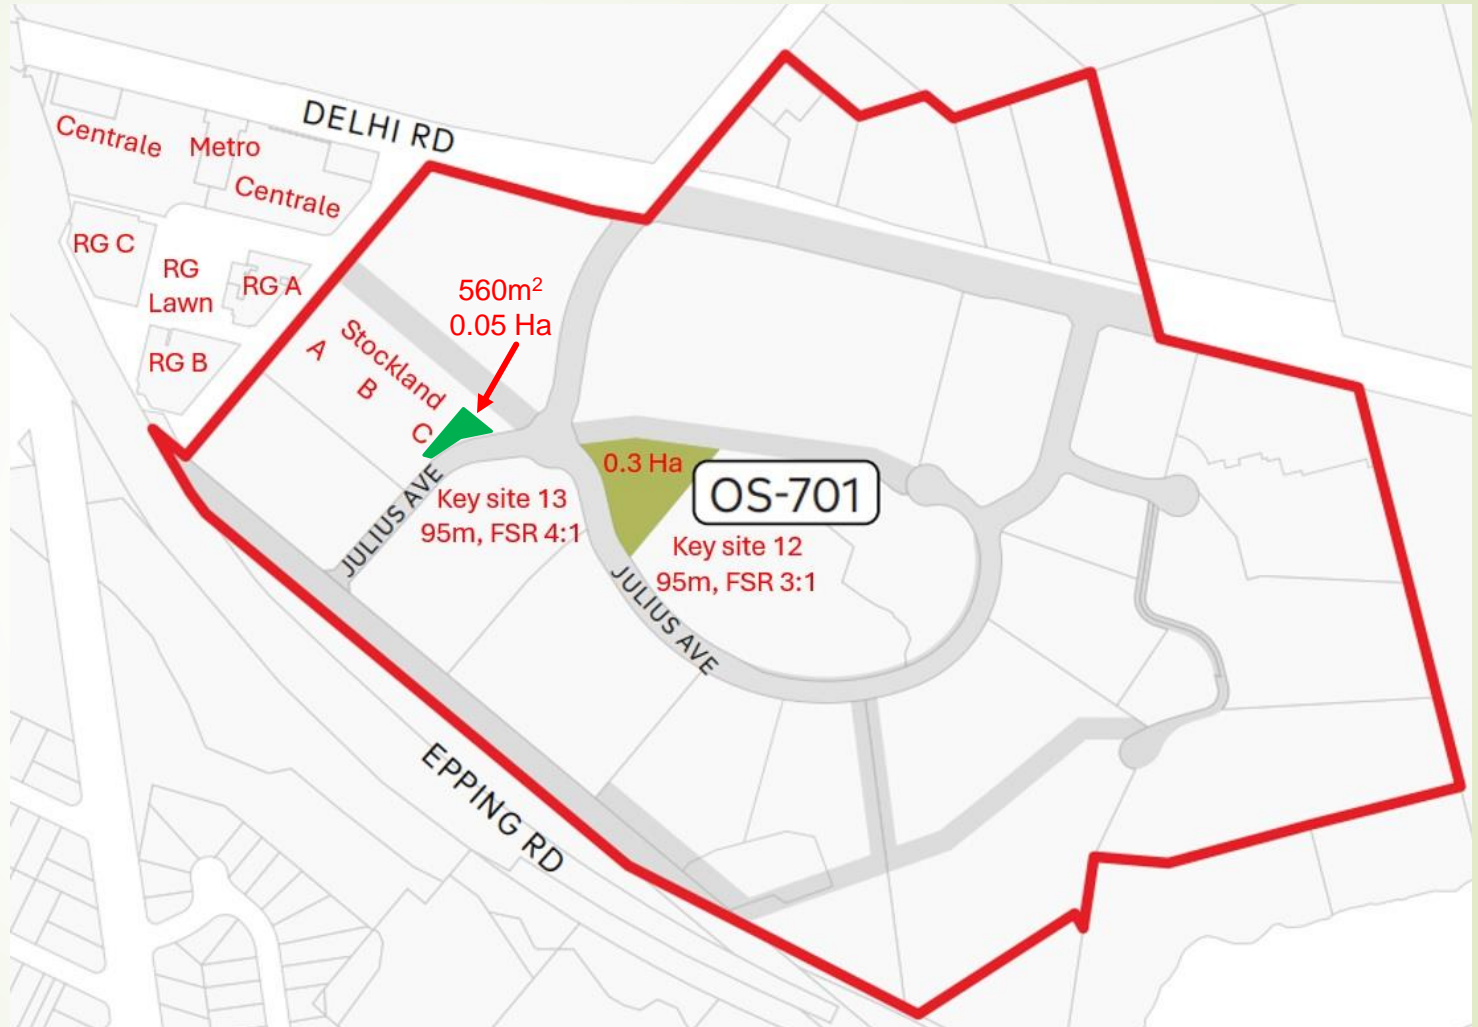 DELHI RD
Centrale
Metro
Centrale
RG C
RG
Lawn
RG A
RG B
560m²
0.05 Ha
Stockland
A
B
C
0.3 Ha
OS-701
JULIUS AVE
Key site 13
95m, FSR 4:1
Key site 12
95m, FSR 3:1
JULIUS AVE
EPPING RD